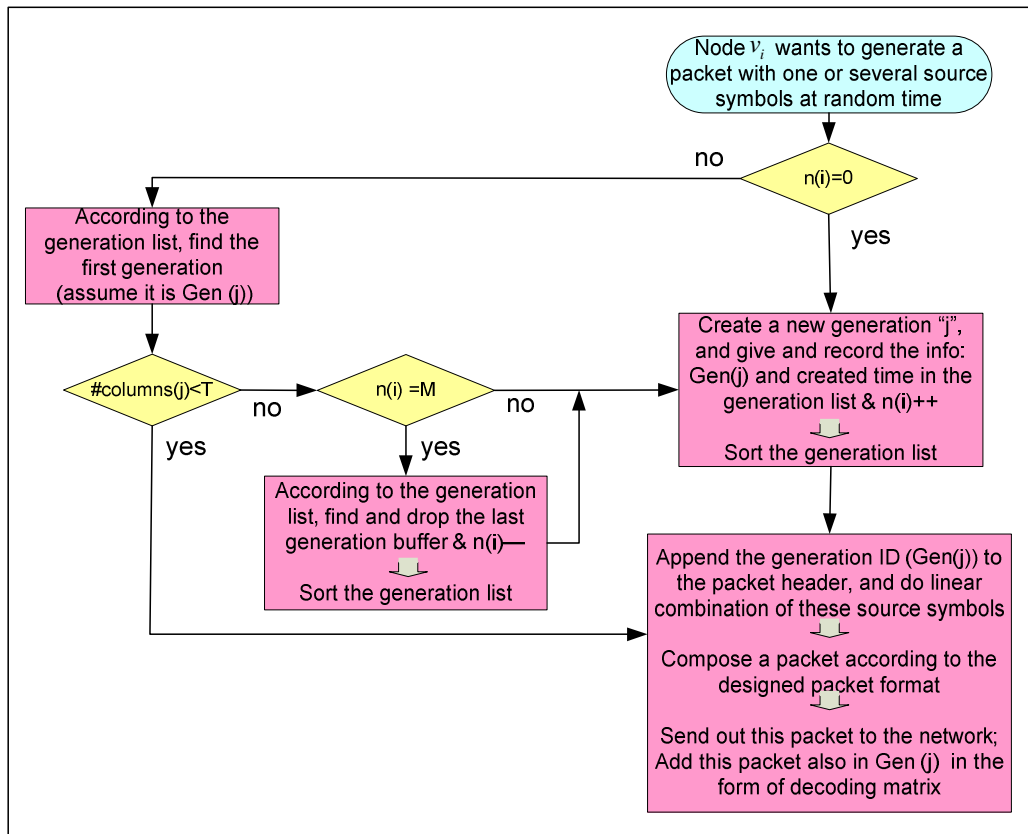 Node v_i wants to generate a
packet with one or several source
symbols at random time
no
n(i)=0
yes
According to the
generation list, find the
first generation
(assume it is Gen (j))
Create a new generation “j”,
and give and record the info:
Gen(j) and created time in the
generation list & n(i)++
Sort the generation list
#columns(j)<T
no
n(i) =M
no
yes
yes
According to the generation
list, find and drop the last
generation buffer & n(i)—
Sort the generation list
Append the generation ID (Gen(j)) to
the packet header, and do linear
combination of these source symbols
Compose a packet according to the
designed packet format
Send out this packet to the network;
Add this packet also in Gen (j) in the
form of decoding matrix